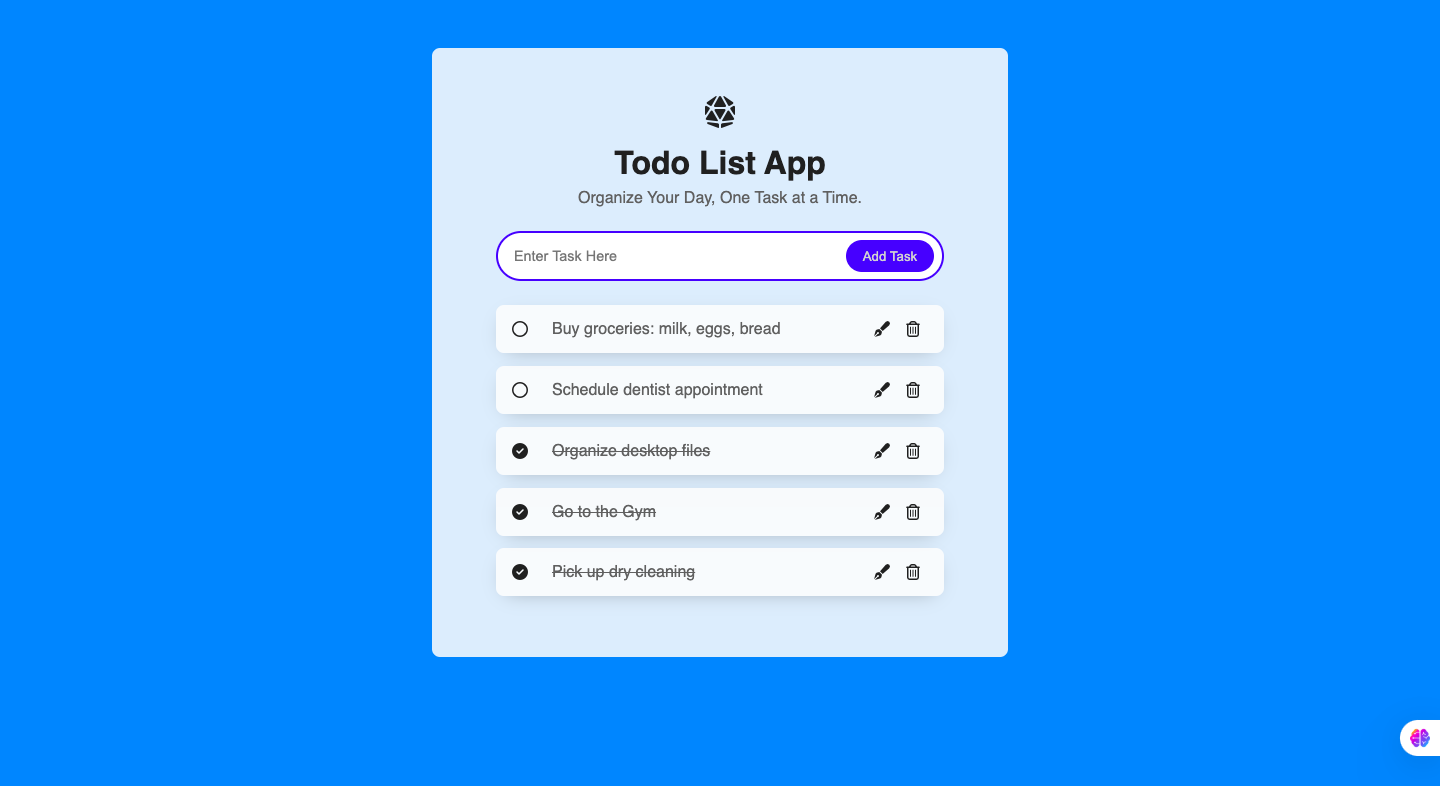 Todo List App
Organize Your Day, One Task at a Time.
Enter Task Here
Add Task
Buy groceries: milk, eggs, bread
Schedule dentist appointment
Organize desktop files
Go to the Gym
Pick up dry cleaning